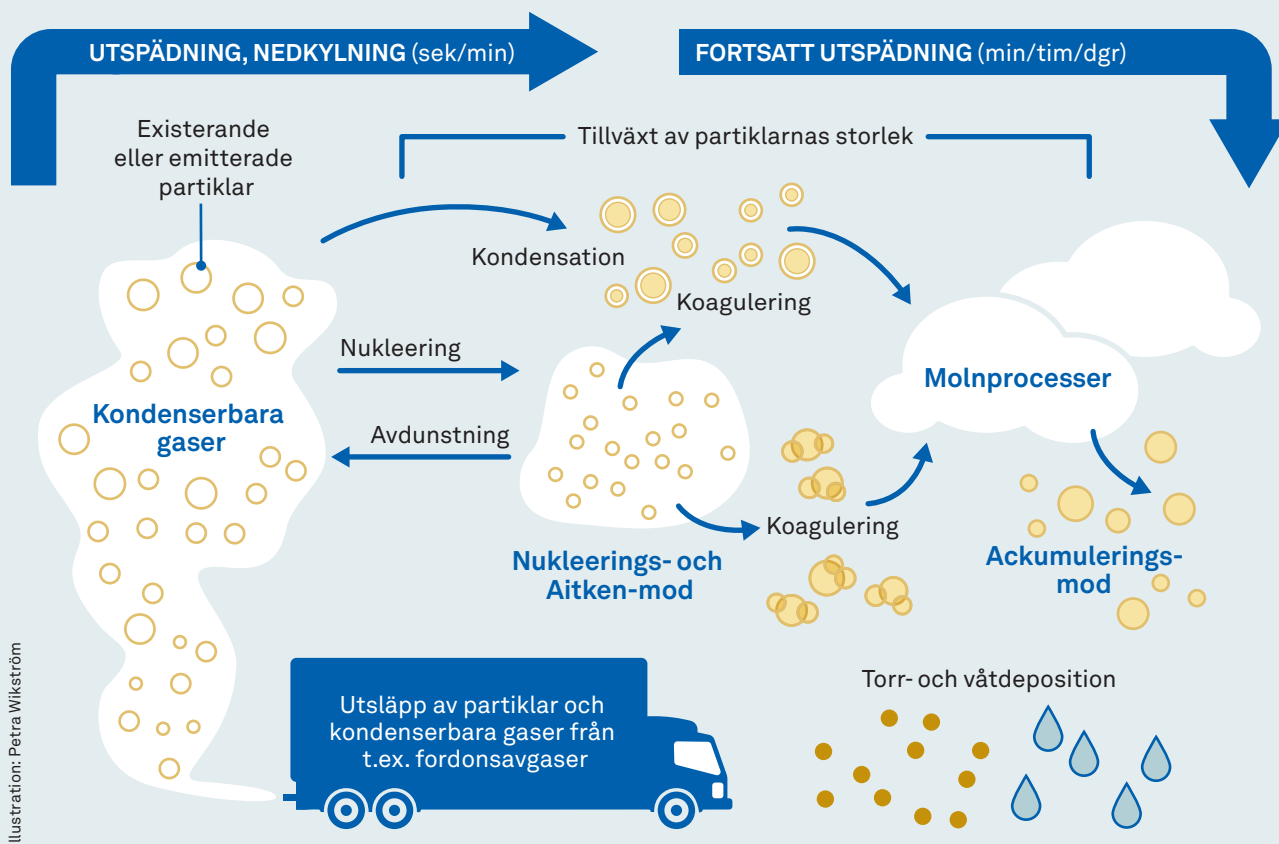 UTSPÄDNING, NEDKYLNING (sek/min)
FORTSATT UTSPÄDNING (min/tim/dgr)
Existerande
eller emitterade
partiklar
Tillväxt av partiklarnas storlek
Kondensation
Koagulering
Nukleering
Kondenserbara
gaser
Avdunstning
Molnprocesser
Koagulering
Nukleerings- och
Aitken-mod
Ackumulerings-
mod
Utsläpp av partiklar och
kondenserbara gaser från
t.ex. fordonsavgaser
Torr- och våtdeposition
llustration: Petra Wikström